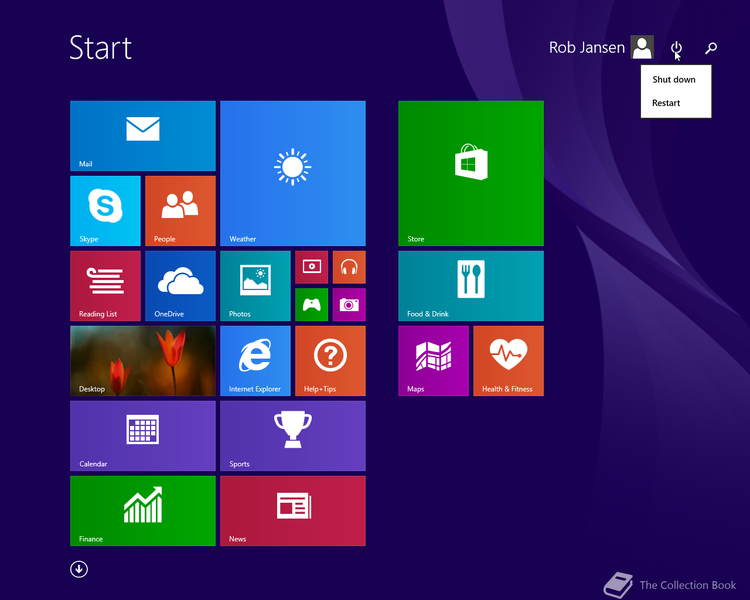 Start
Rob Jansen
Shut down
Restart
Mail
Weather
Store
Skype
People
Reading List
OneDrive
Photos
Food & Drink
Desktop
Internet Explorer
Help+Tips
Maps
Health & Fitness
Calendar
Sports
Finance
News
The Collection Book